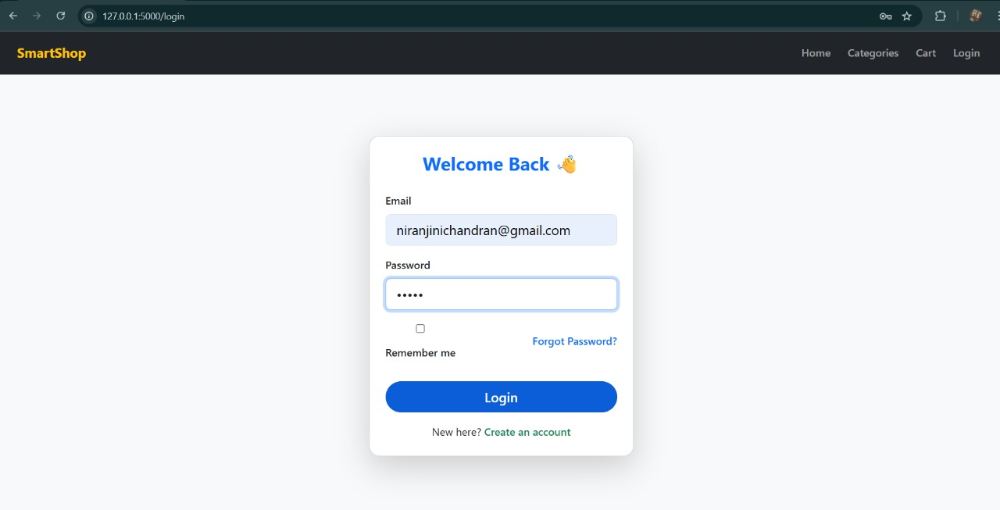 127.0.0.1:5000/login
SmartShop
Home Categories Cart Login
Welcome Back 👋
Email
niranjinichandran@gmail.com
Password
•••••
Forgot Password?
Remember me
Login
New here? Create an account